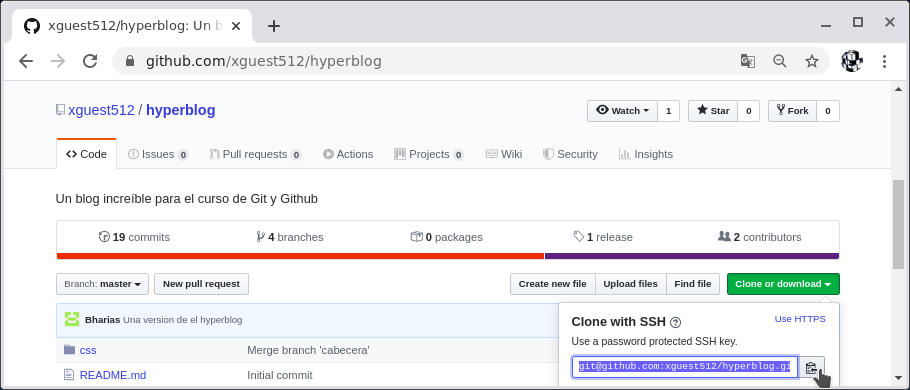 xguest512/hyperblog: Un b
github.com/xguest512/hyperblog
xguest512 / hyperblog
Watch 1 Star 0 Fork 0
Code Issues 0 Pull requests 0 Actions Projects 0 Wiki Security Insights
Un blog increíble para el curso de Git y Github
19 commits 4 branches 0 packages 1 release 2 contributors
Branch: master New pull request Create new file Upload files Find file Clone or download
Bharias Una version de el hyperblog
Clone with SSH Use HTTPS
Use a password protected SSH key.
css Merge branch 'cabecera'
git@github.com:xguest512/hyperblog.gi
README.md Initial commit